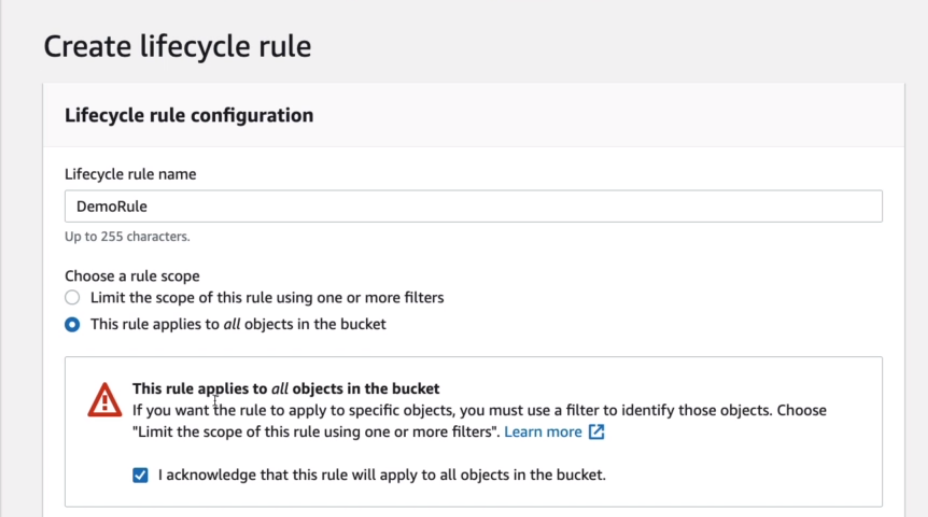 Create lifecycle rule
Lifecycle rule configuration
Lifecycle rule name
DemoRule
Up to 255 characters.
Choose a rule scope
Limit the scope of this rule using one or more filters
This rule applies to all objects in the bucket
This rule applies to all objects in the bucket
If you want the rule to apply to specific objects, you must use a filter to identify those objects. Choose
"Limit the scope of this rule using one or more filters". Learn more
I acknowledge that this rule will apply to all objects in the bucket.